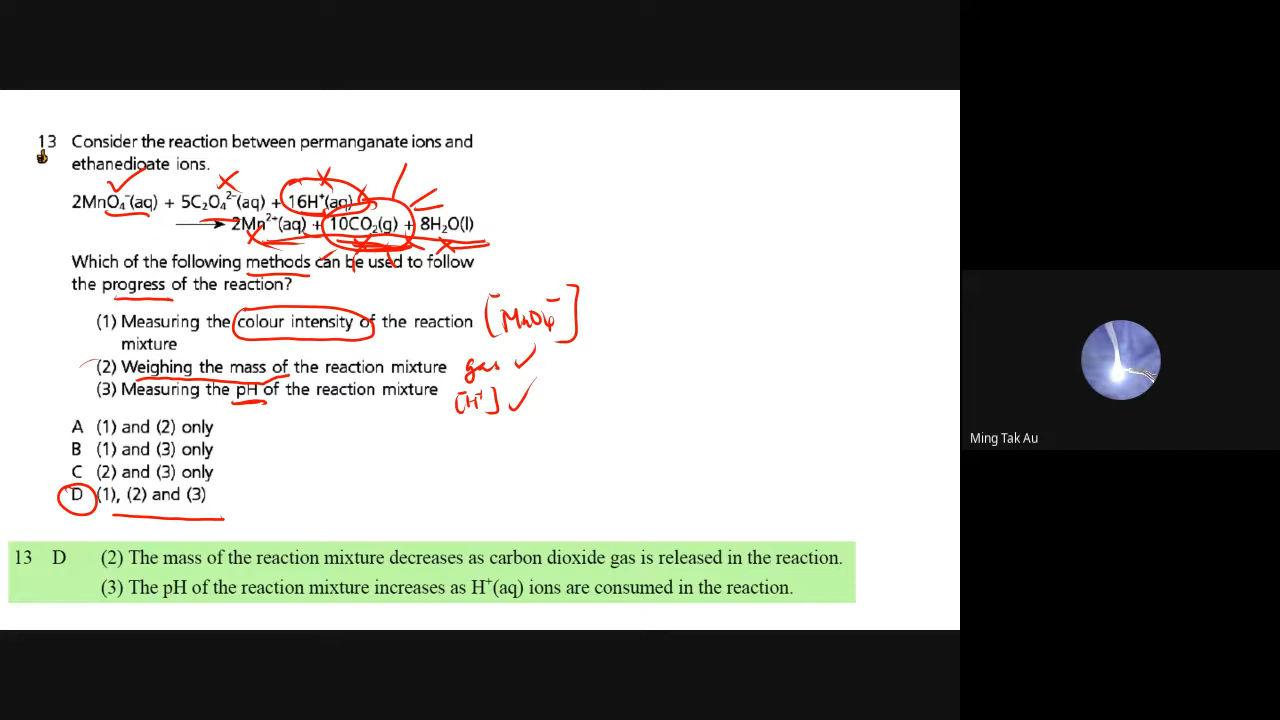 13 Consider the reaction between permanganate ions and
ethanedioate ions.
2MnO₄⁻(aq) + 5C₂O₄²⁻(aq) + 16H⁺(aq)
⟶ 2Mn²⁺(aq) + 10CO₂(g) + 8H₂O(l)
Which of the following methods can be used to follow
the progress of the reaction?
(1) Measuring the colour intensity of the reaction
mixture
[MnO₄⁻]
(2) Weighing the mass of the reaction mixture
gas ✓
(3) Measuring the pH of the reaction mixture
[H⁺] ✓
A (1) and (2) only
B (1) and (3) only
C (2) and (3) only
D (1), (2) and (3)
13 D (2) The mass of the reaction mixture decreases as carbon dioxide gas is released in the reaction.
(3) The pH of the reaction mixture increases as H⁺(aq) ions are consumed in the reaction.
Ming Tak Au